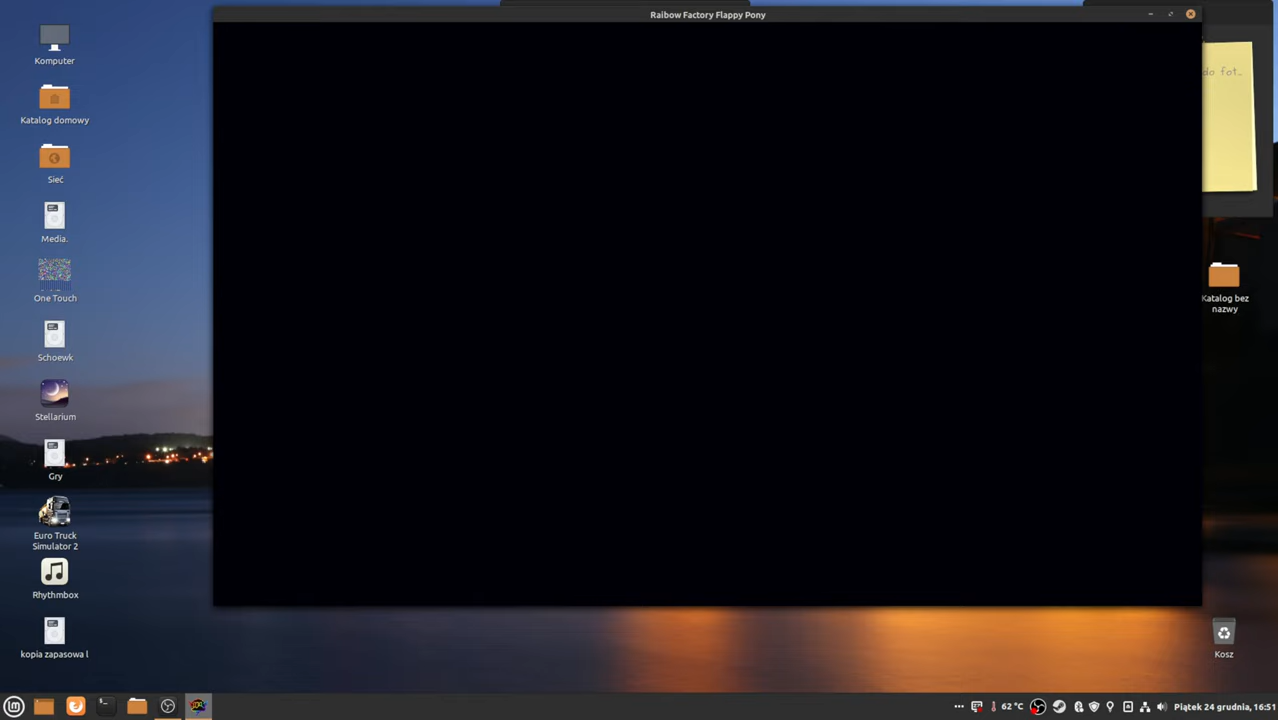 Raibow Factory Flappy Pony
Komputer
Katalog domowy
Sieć
Media.
One Touch
Schoewk
Stellarium
Gry
Euro Truck
Simulator 2
Rhythmbox
kopia zapasowa l
do fot..
Katalog bez
nazwy
Kosz
62 °C
Piątek 24 grudnia, 16:51